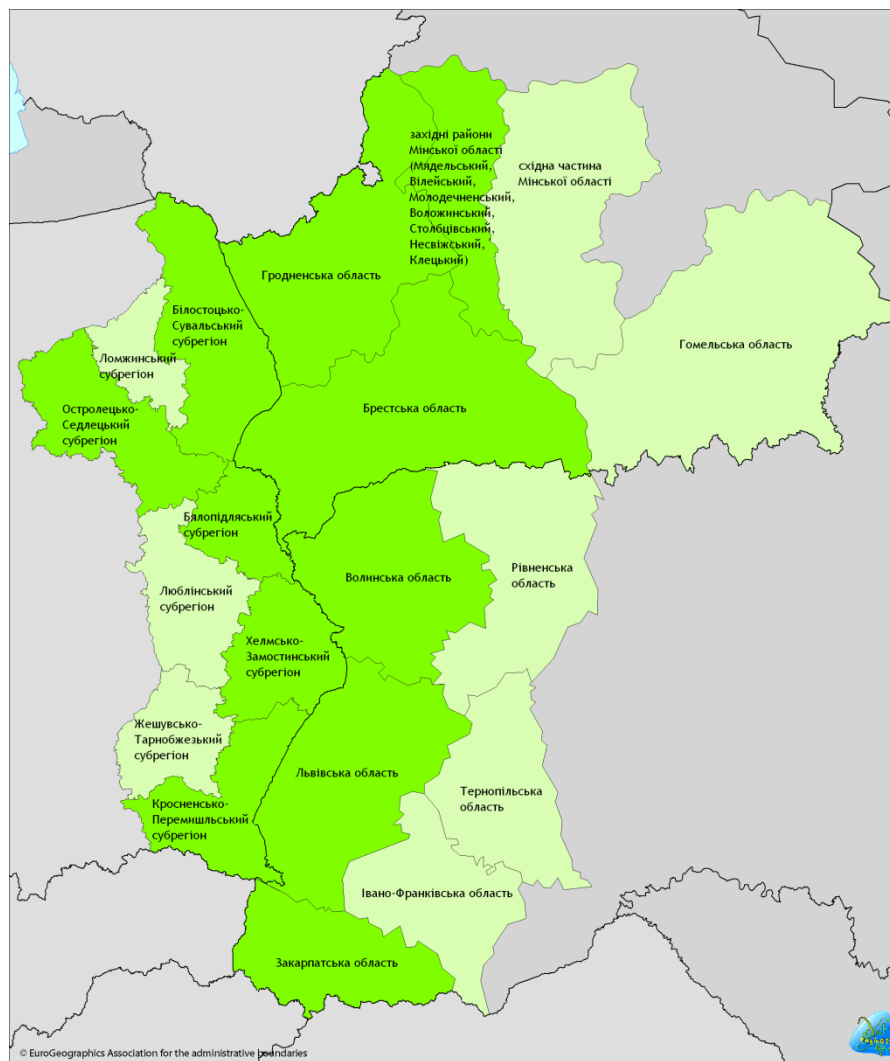 західні райони
Мінської області
(Мядельський,
Вілейський,
Молодечненський,
Воложинський,
Столбцівський,
Несвіжський,
Клецький)
східна частина
Мінської області
Гродненська область
Білостоцько-
Сувальський
субрегіон
Ломжинський
субрегіон
Гомельська область
Остролецько-
Седлецький
субрегіон
Брестська область
Бялопідляський
субрегіон
Волинська область
Рівненська
область
Люблінський
субрегіон
Хелмсько-
Замостинський
субрегіон
Жешувсько-
Тарнобжезький
субрегіон
Львівська область
Тернопільська
область
Кросненсько-
Перемишльський
субрегіон
Івано-Франківська область
Закарпатська область
© EuroGeographics Association for the administrative boundaries